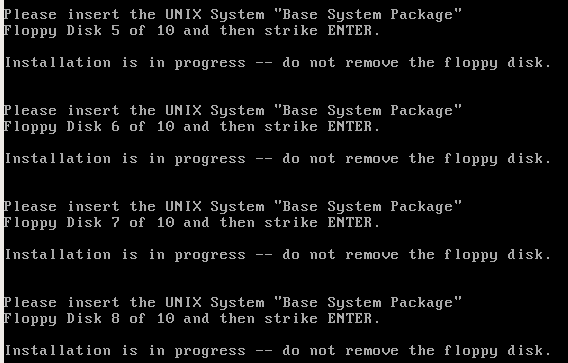 Please insert the UNIX System "Base System Package"
Floppy Disk 5 of 10 and then strike ENTER.
Installation is in progress -- do not remove the floppy disk.
Please insert the UNIX System "Base System Package"
Floppy Disk 6 of 10 and then strike ENTER.
Installation is in progress -- do not remove the floppy disk.
Please insert the UNIX System "Base System Package"
Floppy Disk 7 of 10 and then strike ENTER.
Installation is in progress -- do not remove the floppy disk.
Please insert the UNIX System "Base System Package"
Floppy Disk 8 of 10 and then strike ENTER.
Installation is in progress -- do not remove the floppy disk.